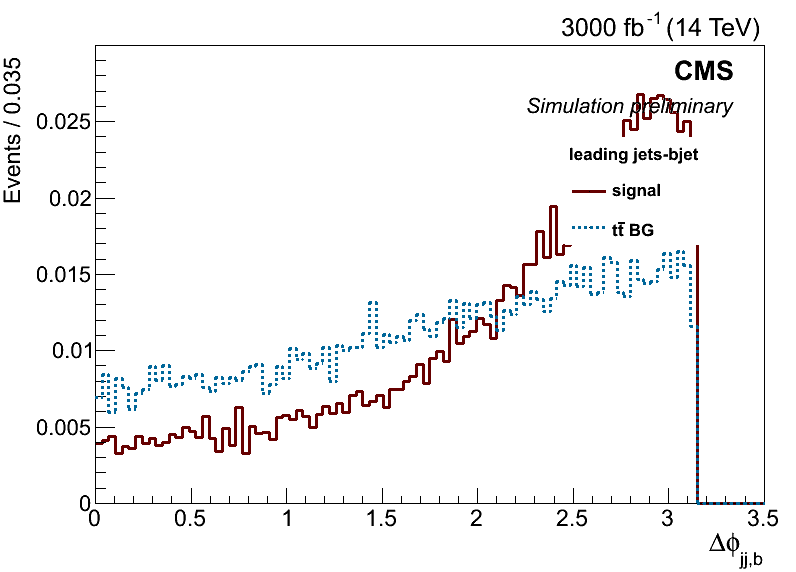 3000 fb⁻¹ (14 TeV)
Events / 0.035
CMS
Simulation preliminary
leading jets-bjet
signal
tt̄ BG
0.025
0.02
0.015
0.01
0.005
0
0 0.5 1 1.5 2 2.5 3 3.5
Δϕjj,b